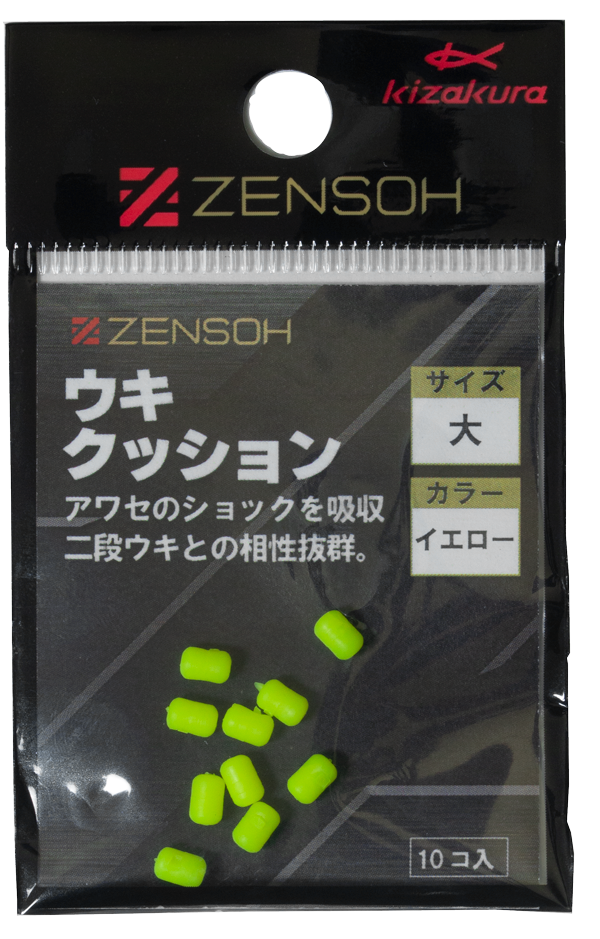 kizakura
ZENSOH
ZENSOH
ウキ
クッション
アワセのショックを吸収
二段ウキとの相性抜群。
サイズ
大
カラー
イエロー
10コ入